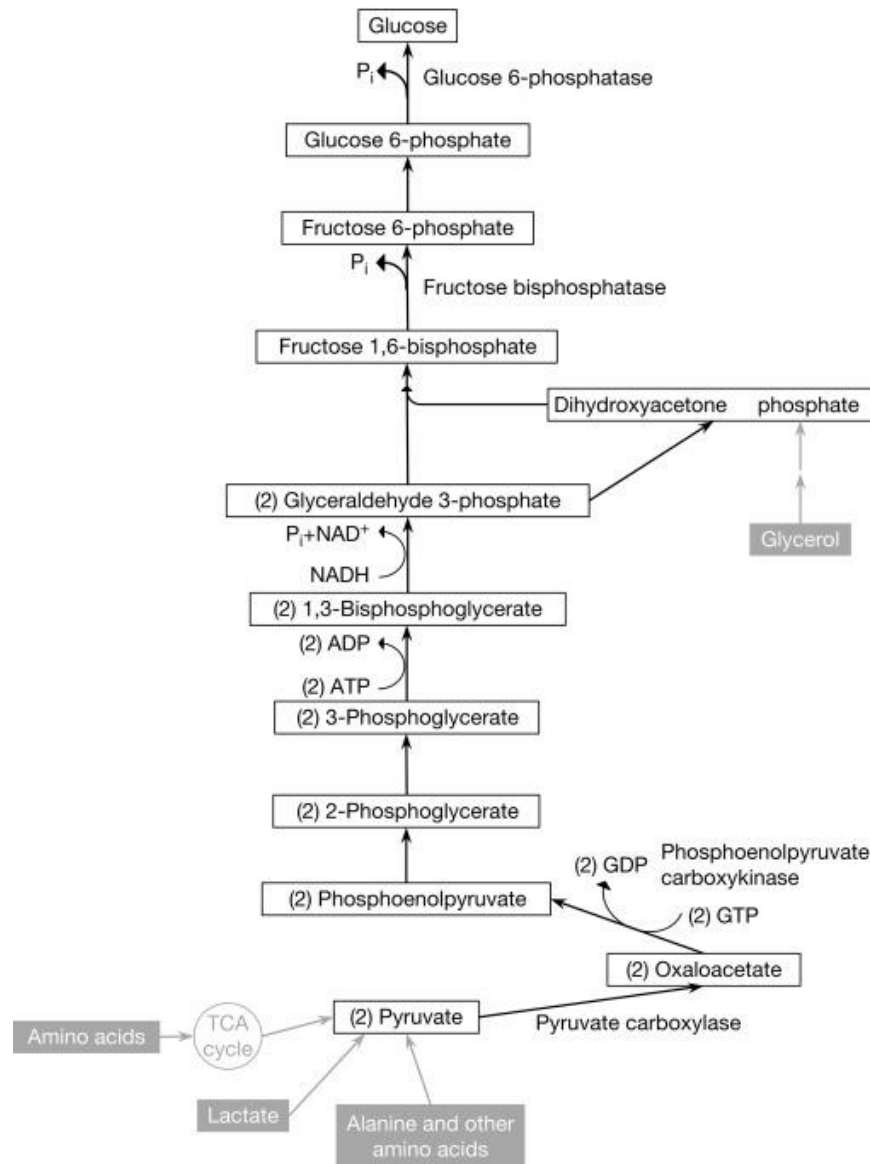 Glucose
Pi
Glucose 6-phosphatase
Glucose 6-phosphate
Fructose 6-phosphate
Pi
Fructose bisphosphatase
Fructose 1,6-bisphosphate
Dihydroxyacetone phosphate
(2) Glyceraldehyde 3-phosphate
Pi+NAD+
Glycerol
NADH
(2) 1,3-Bisphosphoglycerate
(2) ADP
(2) ATP
(2) 3-Phosphoglycerate
(2) 2-Phosphoglycerate
(2) GDP
Phosphoenolpyruvate
carboxykinase
(2) Phosphoenolpyruvate
(2) GTP
(2) Oxaloacetate
(2) Pyruvate
Pyruvate carboxylase
Amino acids
TCA
cycle
Lactate
Alanine and other
amino acids